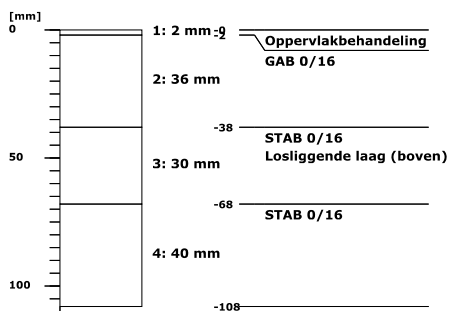 [mm]
0
1: 2 mm
-0
-2
Oppervlakbehandeling
GAB 0/16
2: 36 mm
-38
STAB 0/16
50
3: 30 mm
Losliggende laag (boven)
-68
STAB 0/16
4: 40 mm
100
-108